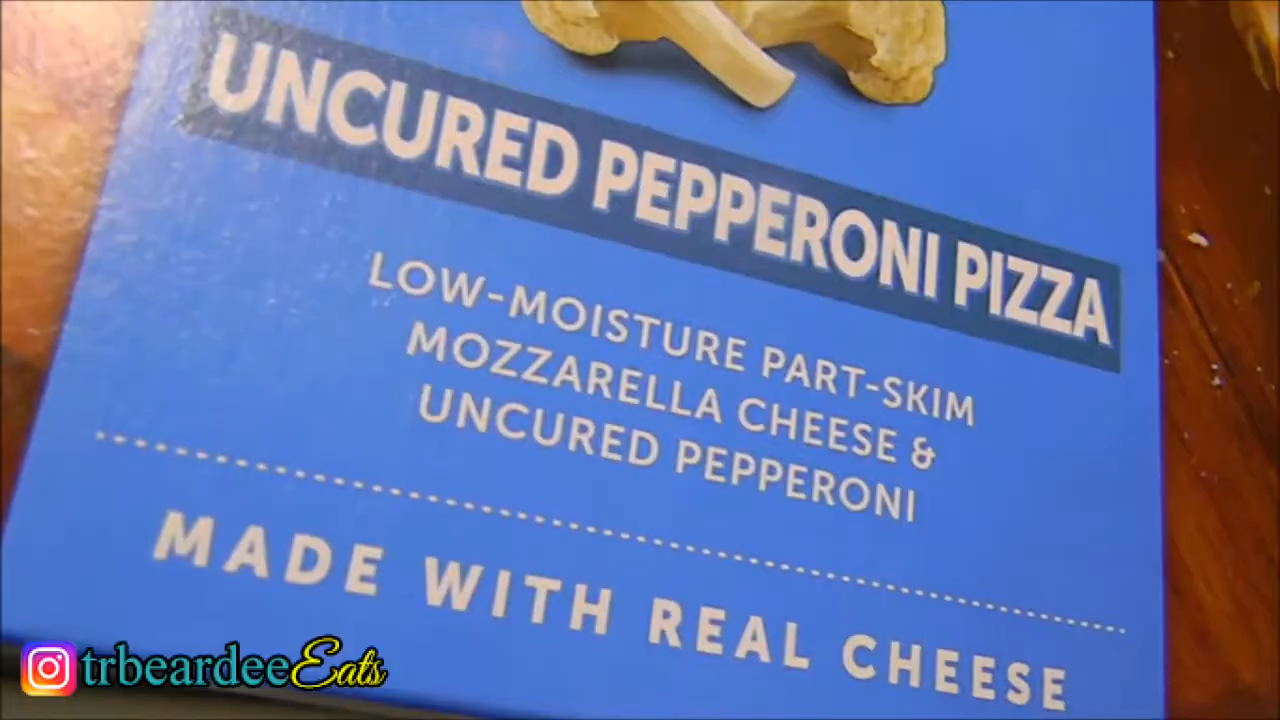 UNCURED PEPPERONI PIZZA
LOW-MOISTURE PART-SKIM
MOZZARELLA CHEESE &
UNCURED PEPPERONI
MADE WITH REAL CHEESE
trbeardeeEats